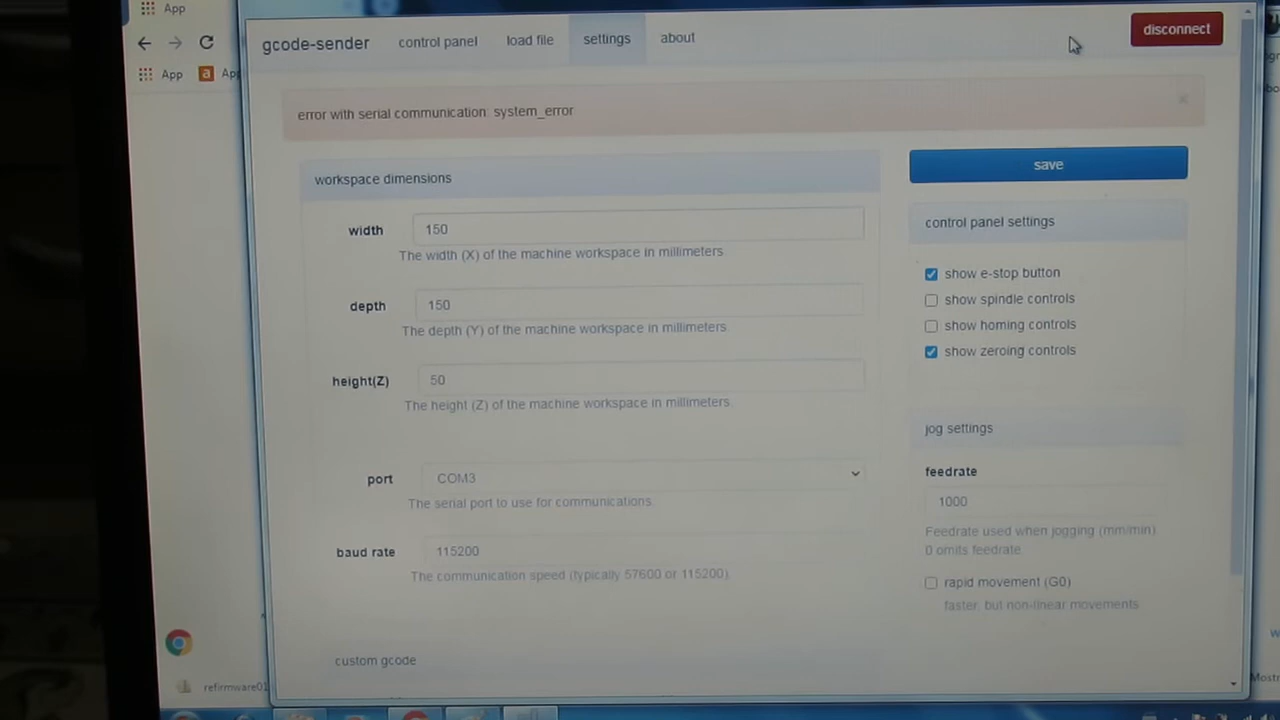 App
gcode-sender control panel load file settings about disconnect
App a App
error with serial communication: system_error
save
workspace dimensions
width 150
The width (X) of the machine workspace in millimeters.
depth 150
The depth (Y) of the machine workspace in millimeters.
height(Z) 50
The height (Z) of the machine workspace in millimeters.
port COM3
The serial port to use for communications.
baud rate 115200
The communication speed (typically 57600 or 115200).
custom gcode
control panel settings
show e-stop button
show spindle controls
show homing controls
show zeroing controls
jog settings
feedrate
1000
Feedrate used when jogging (mm/min).
0 omits feedrate.
rapid movement (G0)
faster, but non-linear movements